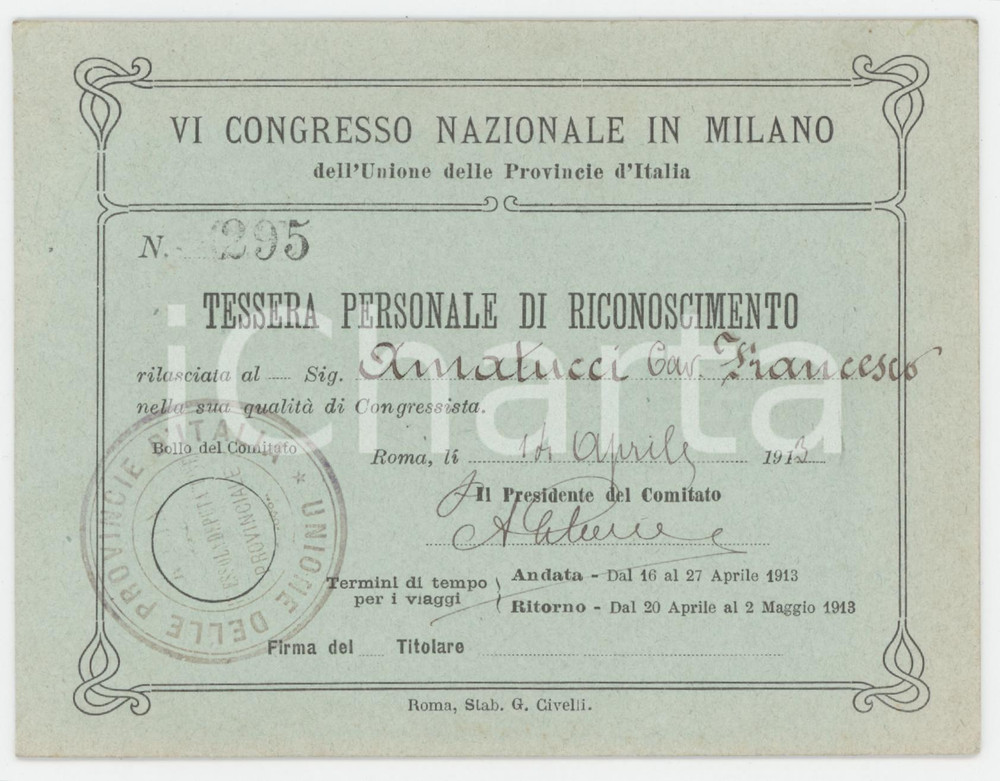 VI CONGRESSO NAZIONALE IN MILANO
dell'Unione delle Provincie d'Italia
N. 295
TESSERA PERSONALE DI RICONOSCIMENTO
rilasciata al Sig. Amatucci Cav. Francesco
nella sua qualità di Congressista.
Bollo del Comitato
UNIONE DELLE PROVINCIE D'ITALIA
Roma, li Aprile 1913
Il Presidente del Comitato
Termini di tempo per i viaggi
Andata - Dal 16 al 27 Aprile 1913
Ritorno - Dal 20 Aprile al 2 Maggio 1913
Firma del Titolare
Roma, Stab. G. Civelli.
iCharta